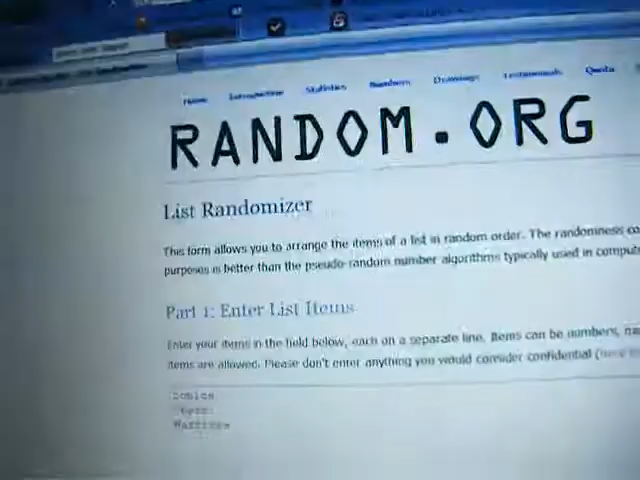 Home Introduction Statistics Numbers Drawings Testimonials Quota
RANDOM.ORG
List Randomizer
This form allows you to arrange the items of a list in random order. The randomness co
purposes is better than the pseudo-random number algorithms typically used in comput
Part 1: Enter List Items
Enter your items in the field below, each on a separate line. Items can be numbers, na
items are allowed. Please don't enter anything you would consider confidential